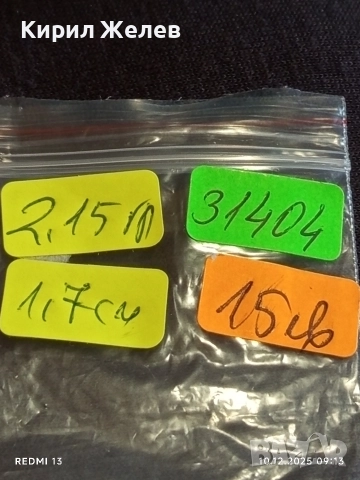 Кирил Желев
2,15 гр
31404
1,7 см
15 лв
REDMI 13
10.12.2025 09:13